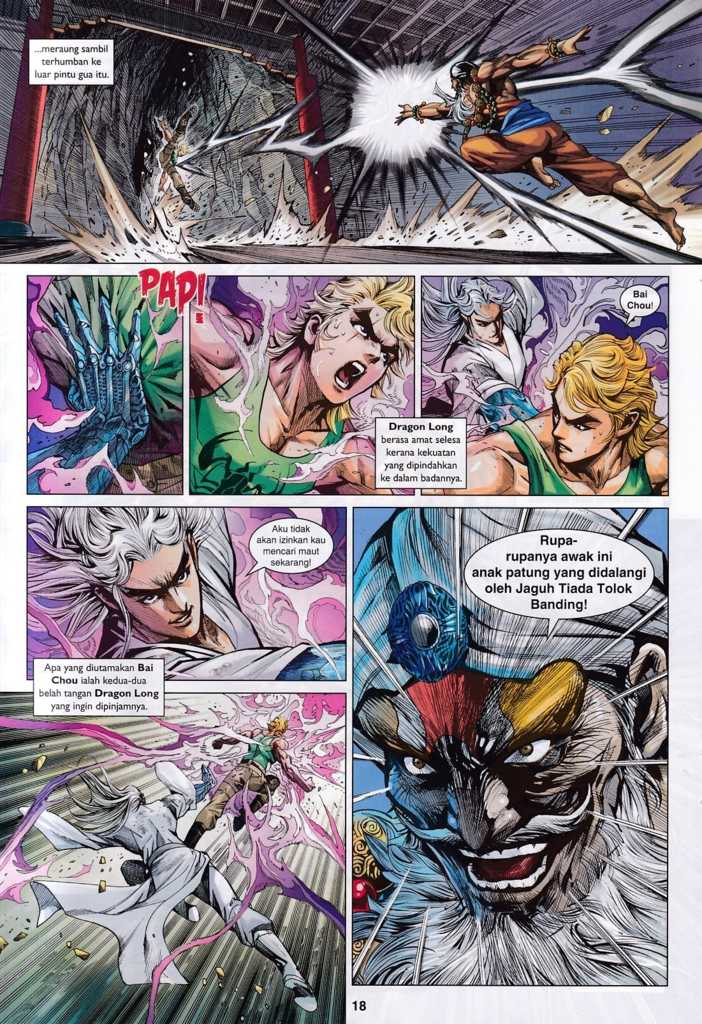 ...meraung sambil
terhumban ke
luar pintu gua itu.
PAP!
Bai
Chou!
Dragon Long
berasa amat selesa
kerana kekuatan
yang dipindahkan
ke dalam badannya.
Aku tidak
akan izinkan kau
mencari maut
sekarang!
Apa yang diutamakan Bai
Chou ialah kedua-dua
belah tangan Dragon Long
yang ingin dipinjamnya.
Rupa-
rupanya awak ini
anak patung yang didalangi
oleh Jaguh Tiada Tolok
Banding!
18